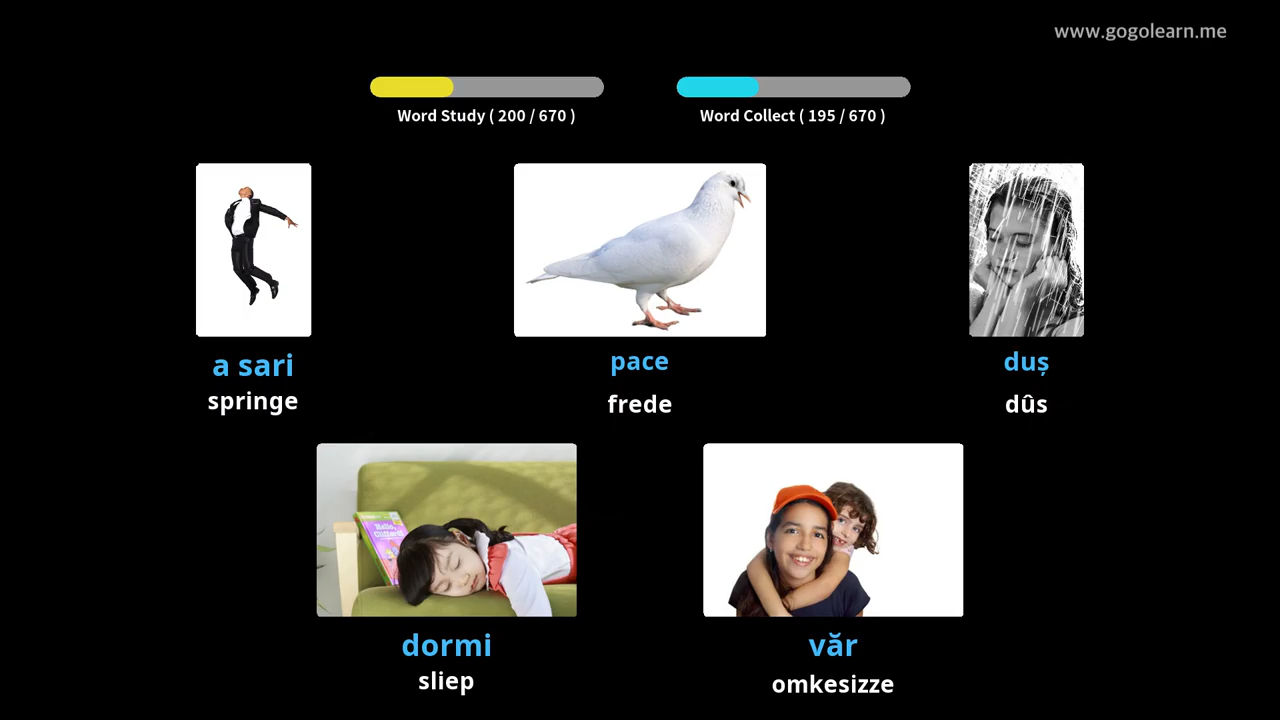 www.gogolearn.me
Word Study ( 200 / 670 )
Word Collect ( 195 / 670 )
a sari
springe
pace
frede
duș
dûs
dormi
sliep
văr
omkesizze